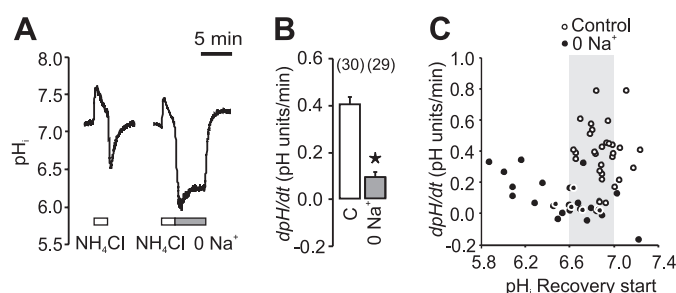 A
5 min
8.0
7.5
7.0
6.5
6.0
5.5
pHi
NH4Cl
NH4Cl 0 Na+
B
(30) (29)
0.6
0.4
0.2
0.0
-0.2
dpH/dt (pH units/min)
★
C
0 Na+
C
Control
0 Na+
1.0
0.8
0.6
0.4
0.2
0.0
0.2
dpH/dt (pH units/min)
5.8 6.2 6.6 7.0 7.4
pHi Recovery start